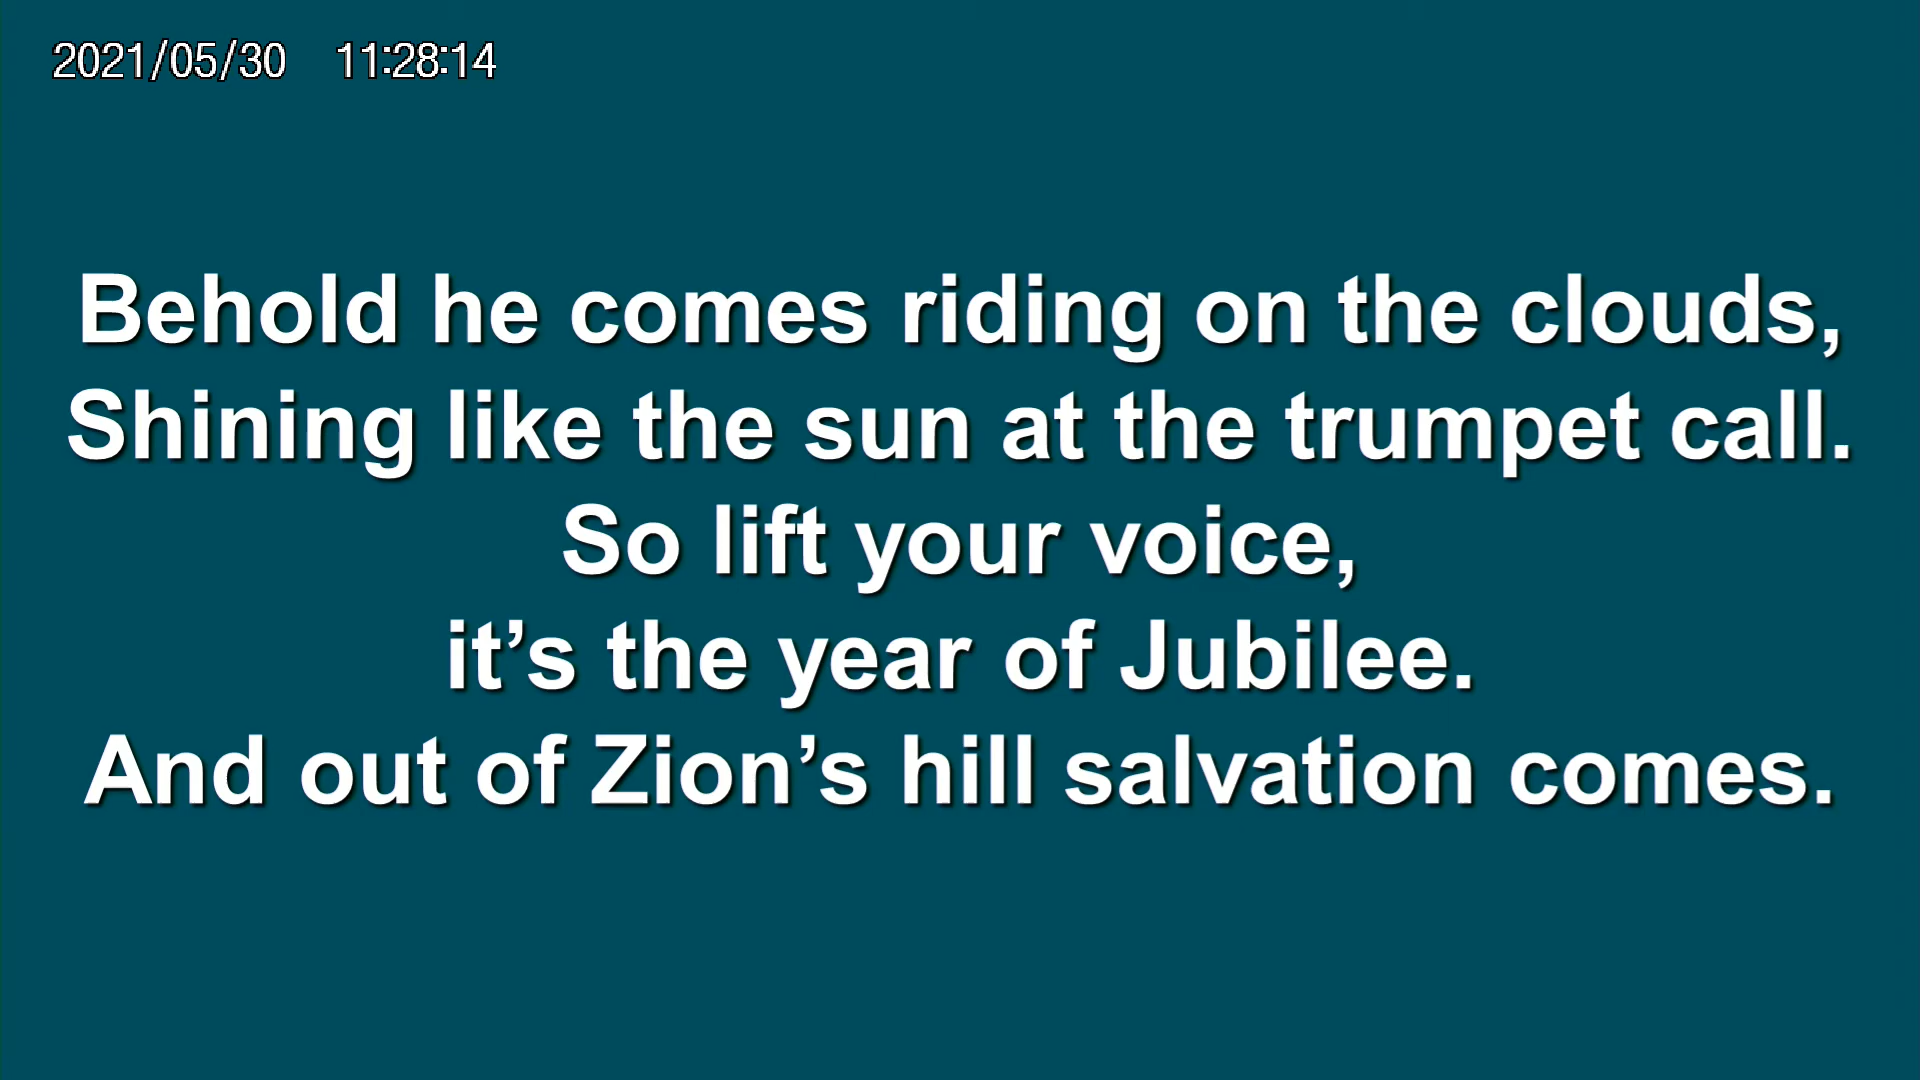 2021/05/30 11:28:14
Behold he comes riding on the clouds,
Shining like the sun at the trumpet call.
So lift your voice,
it’s the year of Jubilee.
And out of Zion’s hill salvation comes.